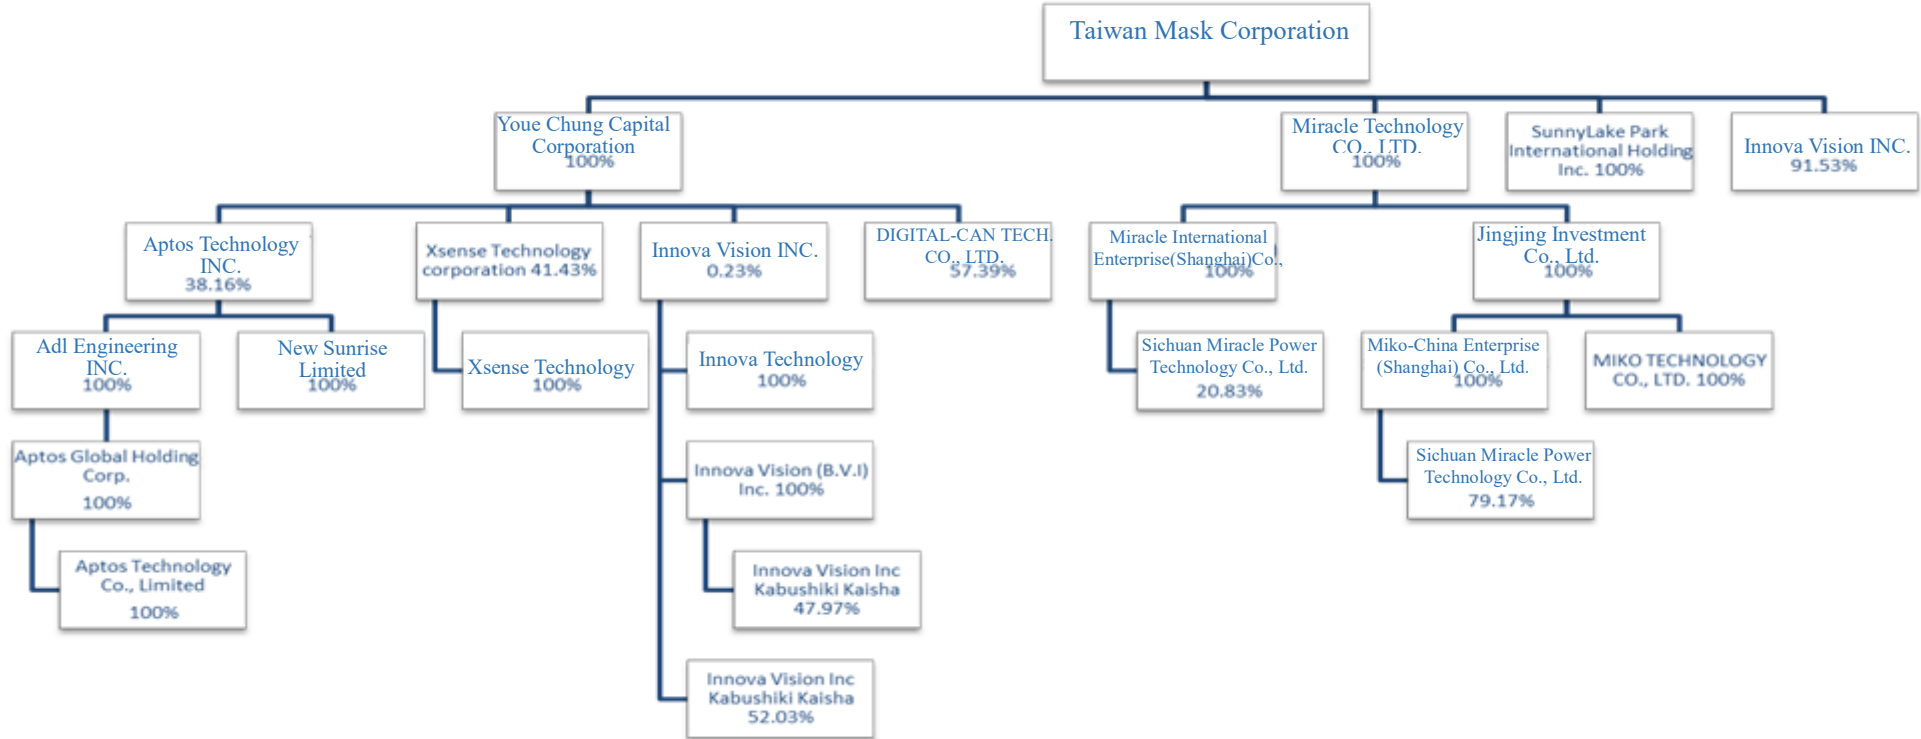 Taiwan Mask Corporation
Youe Chung Capital
Corporation
100%
Miracle Technology
CO., LTD.
100%
SunnyLake Park
International Holding
Inc. 100%
Innova Vision INC.
91.53%
Aptos Technology
INC.
38.16%
Xsense Technology
corporation 41.43%
Innova Vision INC.
0.23%
DIGITAL-CAN TECH.
CO., LTD.
57.39%
Miracle International
Enterprise(Shanghai)Co.,
100%
Jingjing Investment
Co., Ltd.
100%
Adl Engineering
INC.
100%
New Sunrise
Limited
100%
Xsense Technology
100%
Innova Technology
100%
Sichuan Miracle Power
Technology Co., Ltd.
20.83%
Miko-China Enterprise
(Shanghai) Co., Ltd.
100%
MIKO TECHNOLOGY
CO., LTD. 100%
Aptos Global Holding
Corp.
100%
Innova Vision (B.V.I)
Inc. 100%
Sichuan Miracle Power
Technology Co., Ltd.
79.17%
Aptos Technology
Co., Limited
100%
Innova Vision Inc
Kabushiki Kaisha
47.97%
Innova Vision Inc
Kabushiki Kaisha
52.03%